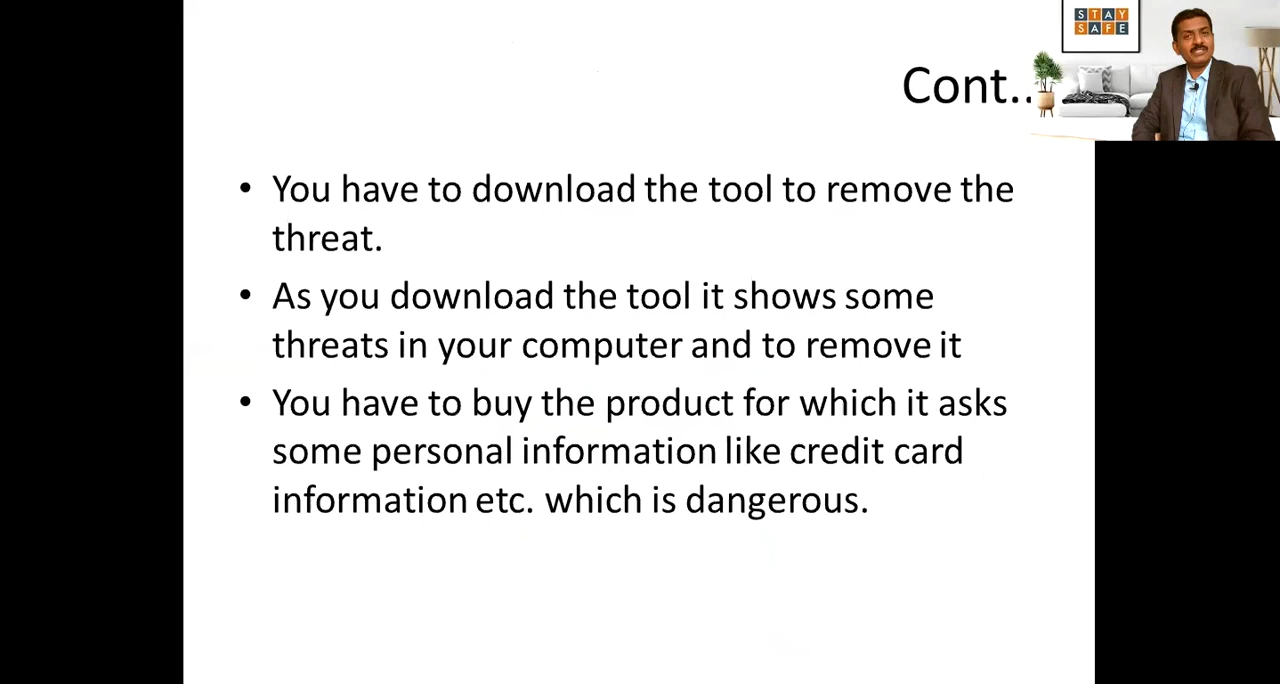 STAY
SAFE
Cont..
• You have to download the tool to remove the
threat.
• As you download the tool it shows some
threats in your computer and to remove it
• You have to buy the product for which it asks
some personal information like credit card
information etc. which is dangerous.